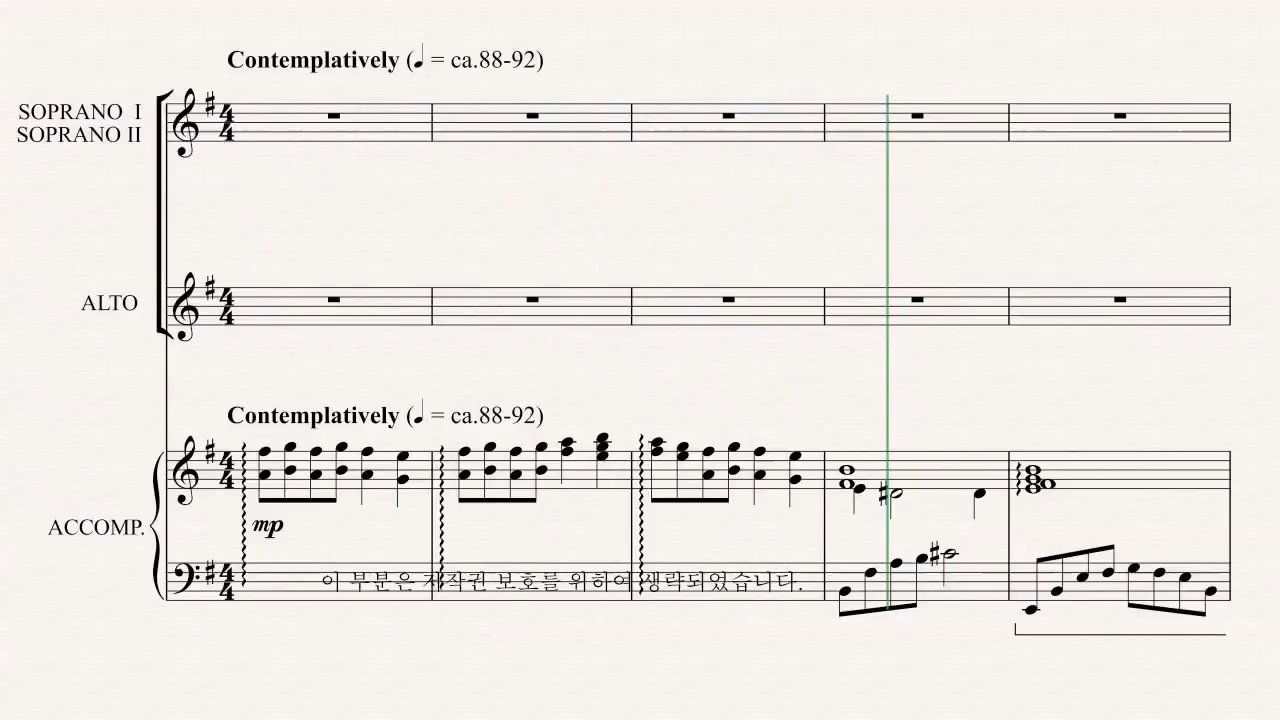 Contemplatively (♩ = ca.88-92)
SOPRANO I
SOPRANO II
ALTO
Contemplatively (♩ = ca.88-92)
ACCOMP.
mp
이 부분은 저작권 보호를 위하여 생략되었습니다.